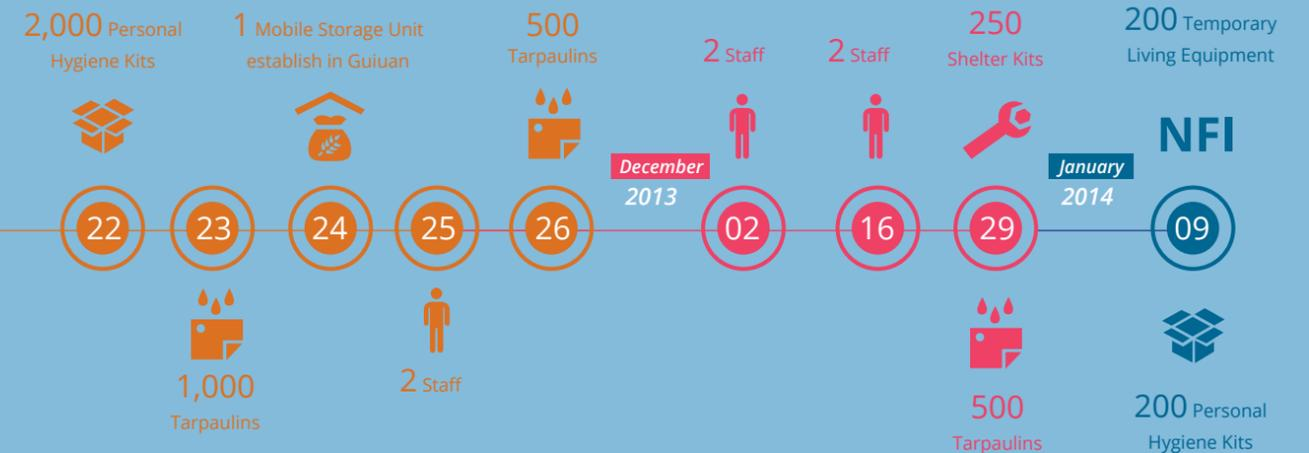 2,000 Personal
Hygiene Kits
1 Mobile Storage Unit
establish in Guiuan
500
Tarpaulins
2 Staff
2 Staff
250
Shelter Kits
200 Temporary
Living Equipment
NFI
December
2013
January
2014
22
23
24
25
26
02
16
29
09
1,000
Tarpaulins
2 Staff
500
Tarpaulins
200 Personal
Hygiene Kits